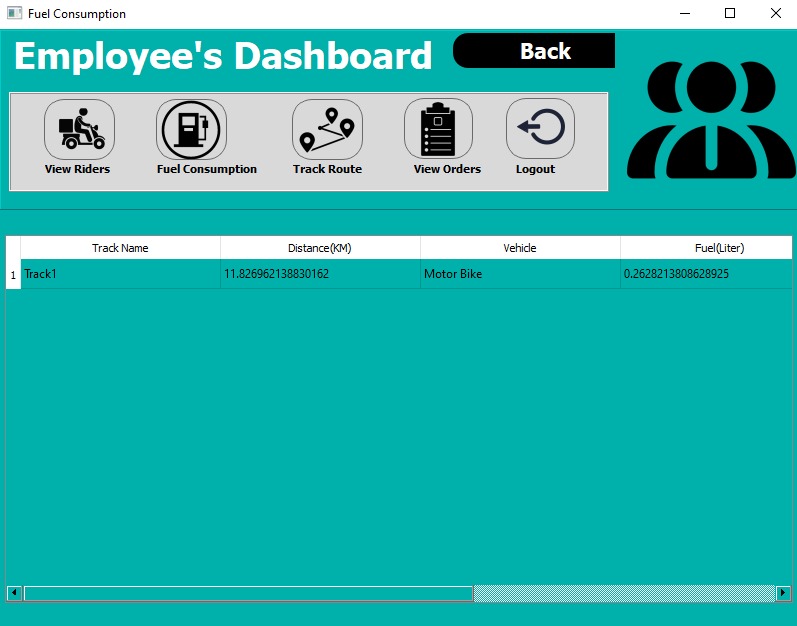 Fuel Consumption
Employee's Dashboard
Back
View Riders
Fuel Consumption
Track Route
View Orders
Logout
Track Name Distance(KM) Vehicle Fuel(Liter)
1 Track1 11.826962138830162 Motor Bike 0.2628213808628925